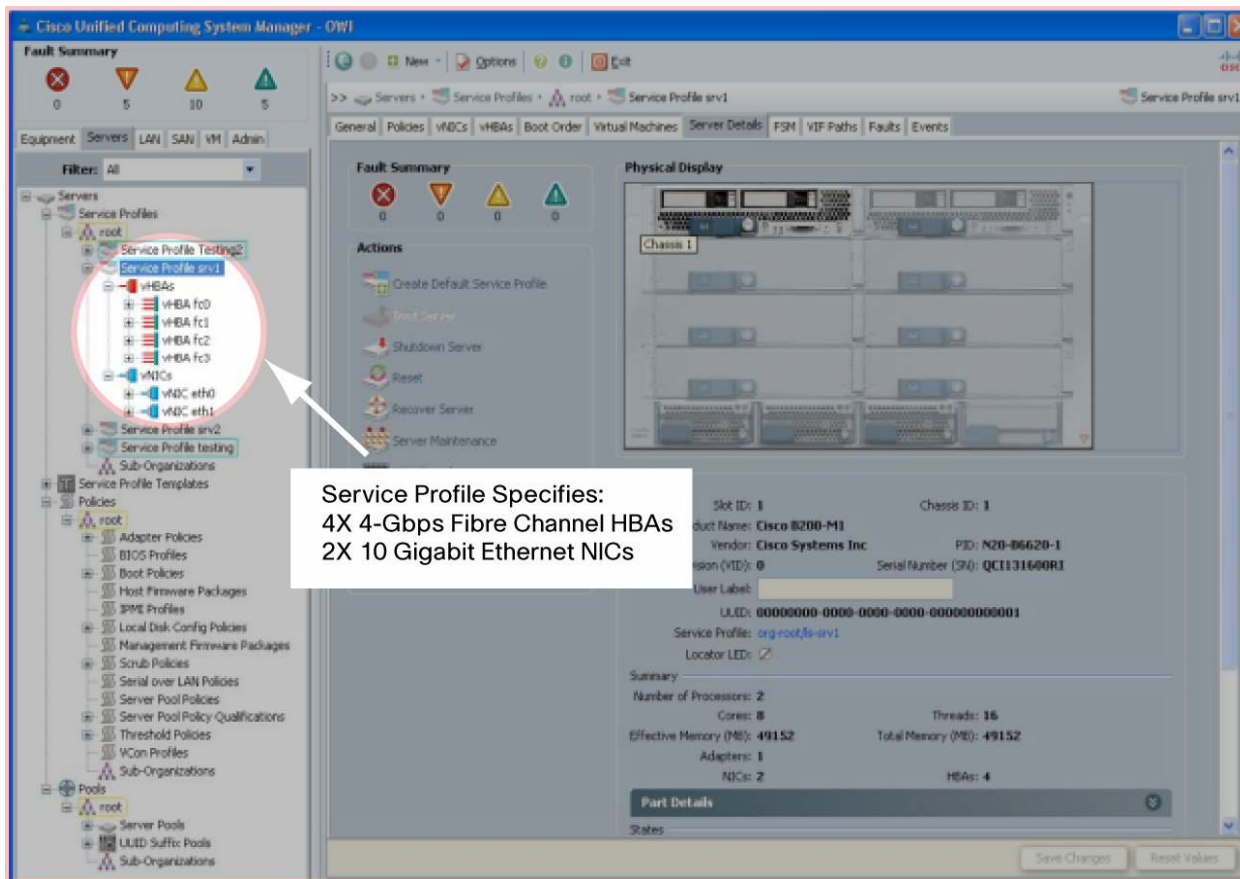 Cisco Unified Computing System Manager - OWI
Fault Summary
0 5 10 5
Equipment Servers LAN SAN VM Admin
Filter: All
Servers
Service Profiles
root
Service Profile Testing2
Service Profile srv1
vHBAs
vHBA fc0
vHBA fc1
vHBA fc2
vHBA fc3
vNICs
vNIC eth0
vNIC eth1
Service Profile srv2
Service Profile testing
Sub-Organizations
Service Profile Templates
Policies
root
Adapter Policies
BIOS Profiles
Boot Policies
Host Firmware Packages
IPMI Profiles
Local Disk Config Policies
Management Firmware Packages
Scrub Policies
Serial over LAN Policies
Server Pool Policies
Server Pool Policy Qualifications
Threshold Policies
VCon Profiles
Sub-Organizations
Pools
root
Server Pools
UUID Suffix Pools
Sub-Organizations
New Options Exit
CISCO
>> Servers Service Profiles root Service Profile srv1 Service Profile srv1
General Policies vNICs vHBAs Boot Order Virtual Machines Server Details FSM VIF Paths Faults Events
Fault Summary
0 0 0 0
Actions
Create Default Service Profile
Boot Server
Shutdown Server
Reset
Recover Server
Server Maintenance
Service Profile Specifies:
4X 4-Gbps Fibre Channel HBAs
2X 10 Gigabit Ethernet NICs
Physical Display
Chassis 1
Slot ID: 1 Chassis ID: 1
Name: Cisco B200-M1
Vendor: Cisco Systems Inc PID: N20-B6620-1
(VID): 0 Serial Number (SN): QCI131600RI
User Label:
UUID: 00000000-0000-0000-0000-000000000001
Service Profile: org-root/ls-srv1
Locator LED:
Summary
Number of Processors: 2
Cores: 8 Threads: 16
Effective Memory (MB): 49152 Total Memory (MB): 49152
Adapters: 1
NICs: 2 HBAs: 4
Part Details
States
Save Changes Reset Values